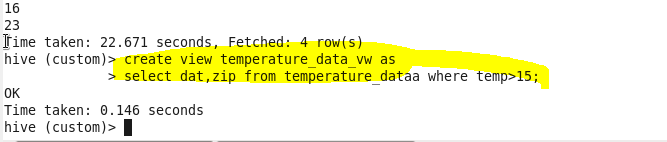 16
23
Time taken: 22.671 seconds, Fetched: 4 row(s)
hive (custom)> create view temperature_data_vw as
> select dat,zip from temperature_dataa where temp>15;
OK
Time taken: 0.146 seconds
hive (custom)>